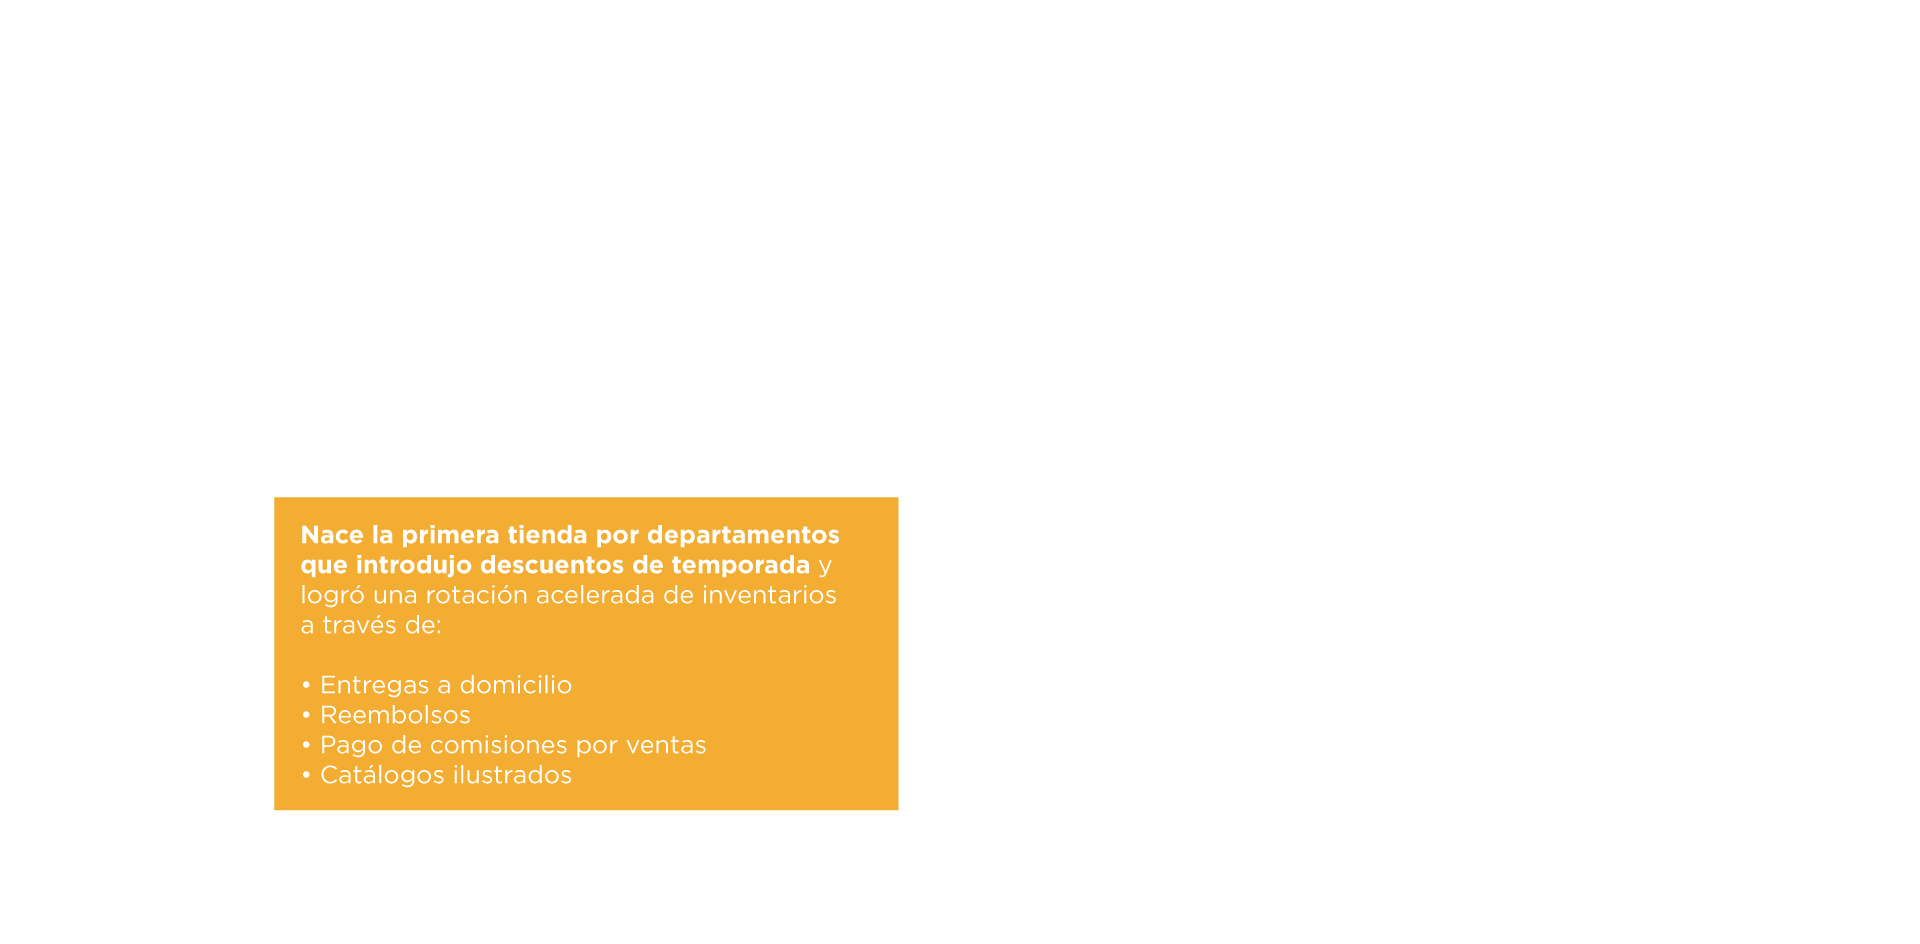 Nace la primera tienda por departamentos
que introdujo descuentos de temporada y
logró una rotación acelerada de inventarios
a través de:
• Entregas a domicilio
• Reembolsos
• Pago de comisiones por ventas
• Catálogos ilustrados